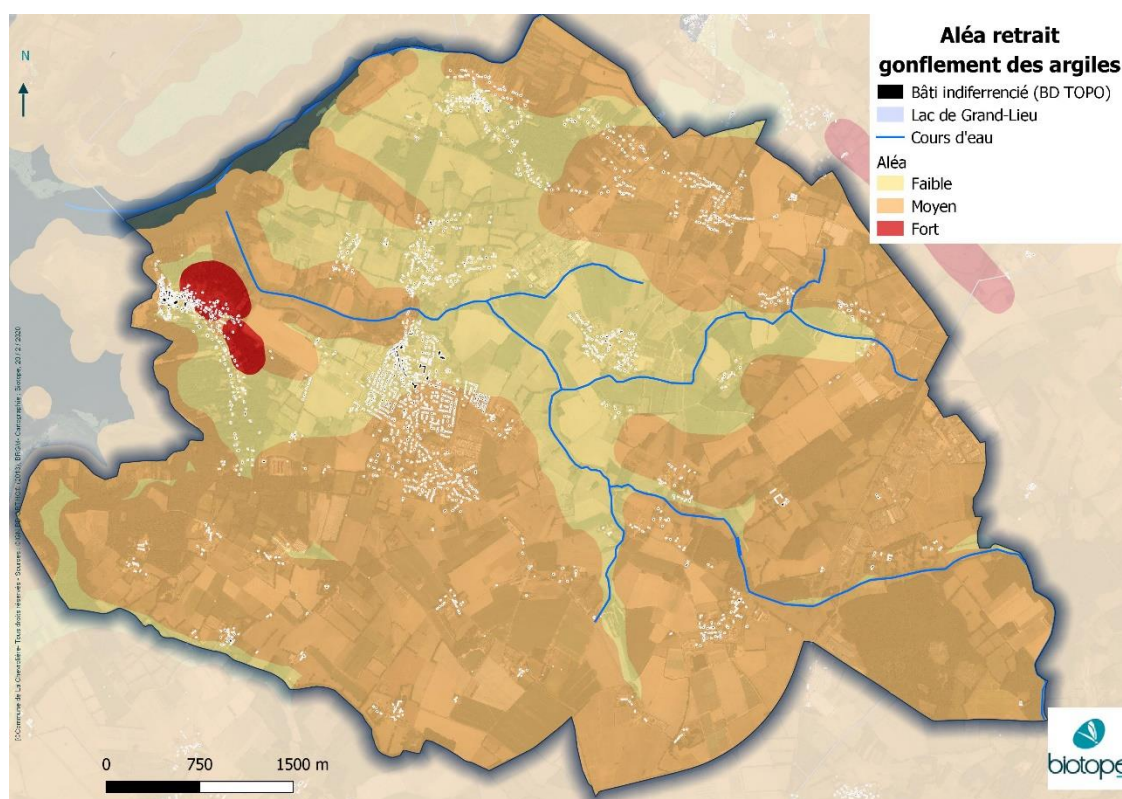 Aléa retrait
gonflement des argiles
Bâti indiferrencié (BD TOPO)
Lac de Grand-Lieu
Cours d'eau
Aléa
Faible
Moyen
Fort
N
0 750 1500 m
biotope